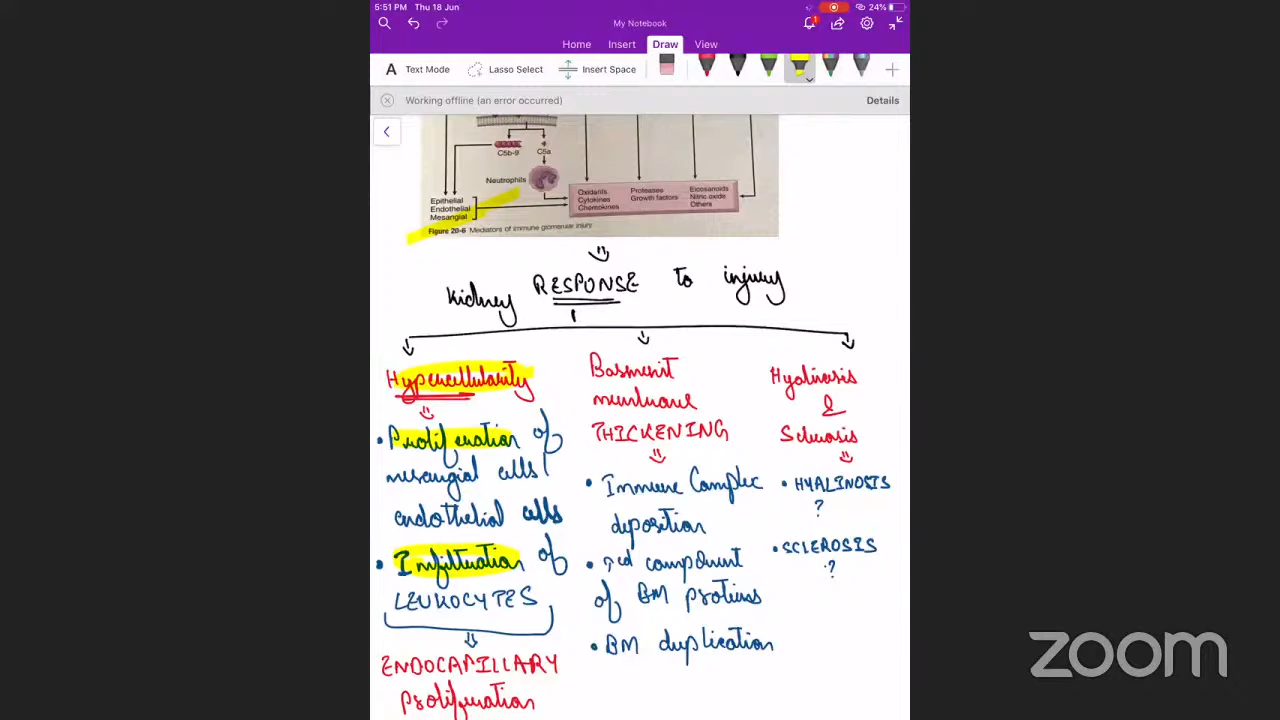 5:51 PM Thu 18 Jun
24%
My Notebook
1
Home Insert Draw View
A Text Mode Lasso Select Insert Space
Working offline (an error occurred) Details
C5b-9 C5a
Neutrophils
Epithelial
Endothelial
Mesangial
Oxidants Proteases Eicosanoids
Cytokines Growth factors Nitric oxide
Chemokines Others
Figure 20-6 Mediators of immune glomerular injury
Kidney RESPONSE to injury
Hypercellularity
• Proliferation of
mesangial cells
endothelial cells
• Infiltration of
LEUKOCYTES
ENDOCAPILLARY
Proliferation
Basment
membrane
THICKENING
• Immune Complex
deposition
• ↑ed component
of BM proteins
• BM duplication
Hyalinosis
&
Sclerosis
• HYALINOSIS
?
• SCLEROSIS
?
zoom